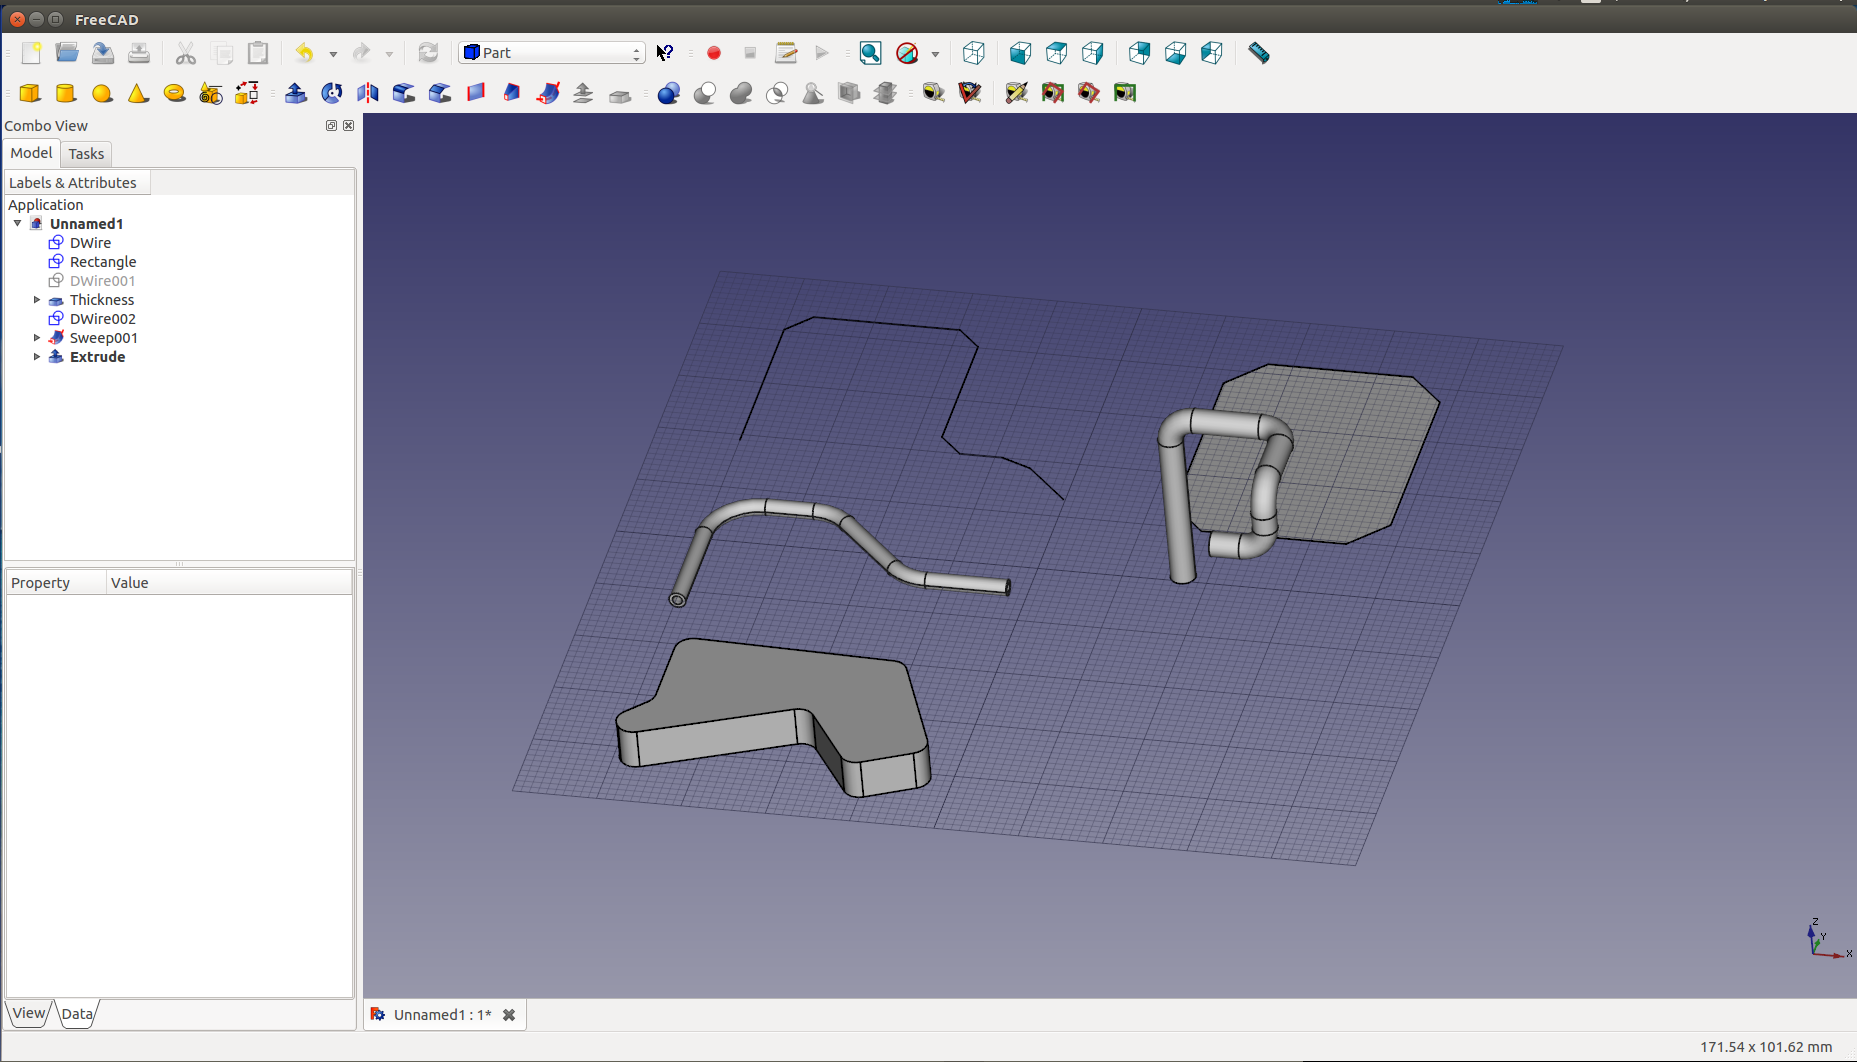 FreeCAD
Part
Combo View
Model Tasks
Labels & Attributes
Application
Unnamed1
DWire
Rectangle
DWire001
Thickness
DWire002
Sweep001
Extrude
Property Value
View Data
Unnamed1 : 1*
Z
Y
X
171.54 x 101.62 mm